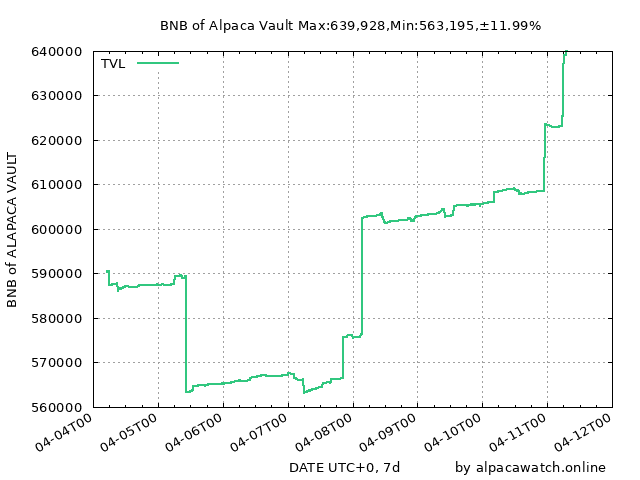 BNB of Alpaca Vault Max:639,928,Min:563,195,±11.99%
TVL
640000
630000
620000
610000
600000
590000
580000
570000
560000
BNB of ALAPACA VAULT
04-04T00
04-05T00
04-06T00
04-07T00
04-08T00
04-09T00
04-10T00
04-11T00
04-12T00
DATE UTC+0, 7d
by alpacawatch.online